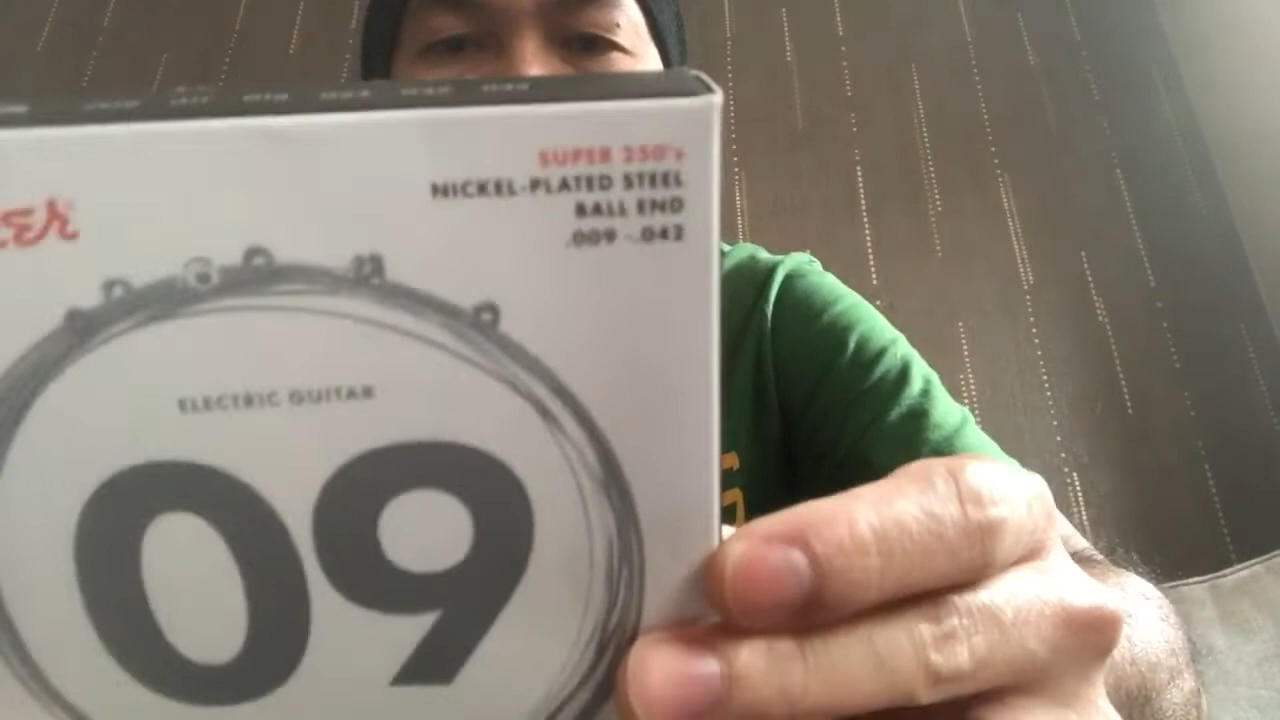 SUPER 250's
NICKEL-PLATED STEEL
BALL END
.009 -.042
ELECTRIC GUITAR
09